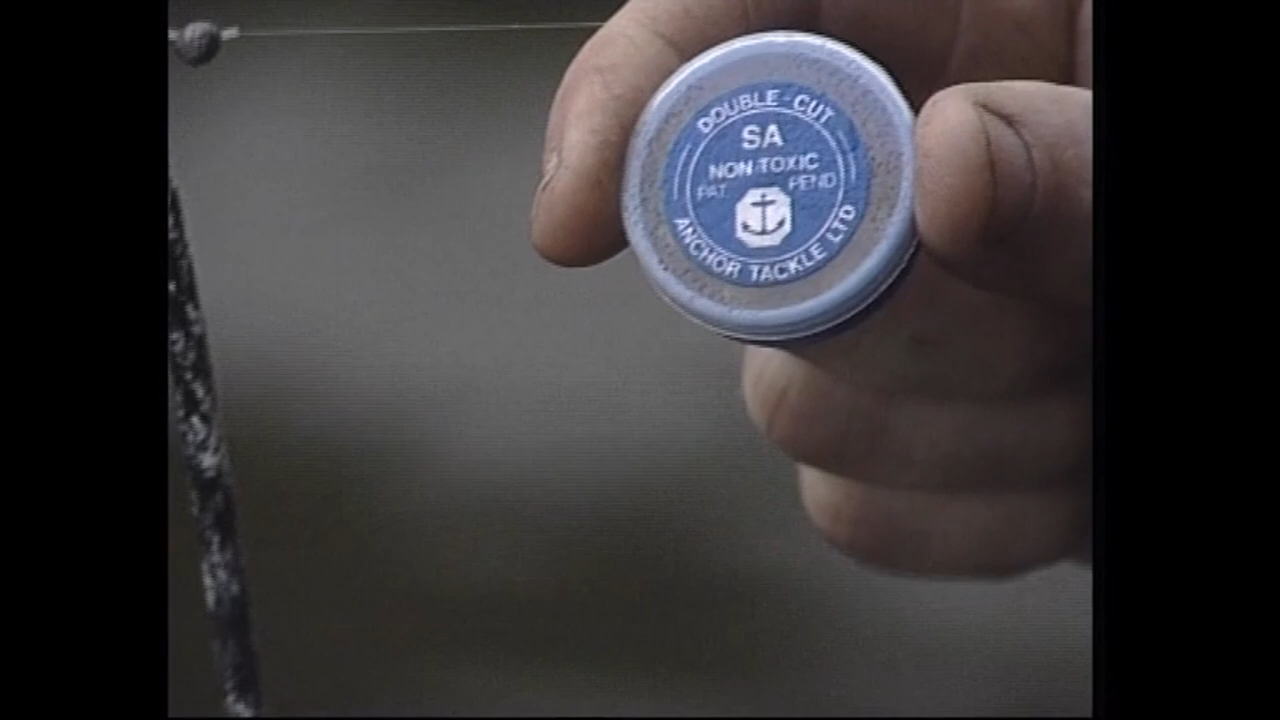 DOUBLE CUT
SA
NON TOXIC
PAT. PEND
ANCHOR TACKLE LTD